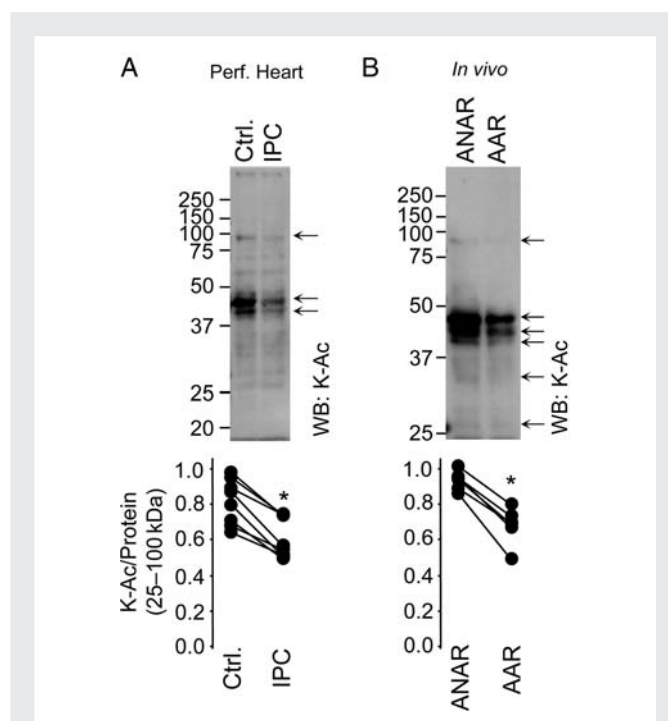 A Perf. Heart
Ctrl.
IPC
250
150
100
75
50
37
25
20
WB: K-Ac
B In vivo
ANAR
AAR
250
150
100
75
50
37
25
WB: K-Ac
K-Ac/Protein
(25–100 kDa)
1.0
0.8
0.6
0.4
0.2
0.0
*
Ctrl.
IPC
1.0
0.8
0.6
0.4
0.2
0.0
*
ANAR
AAR